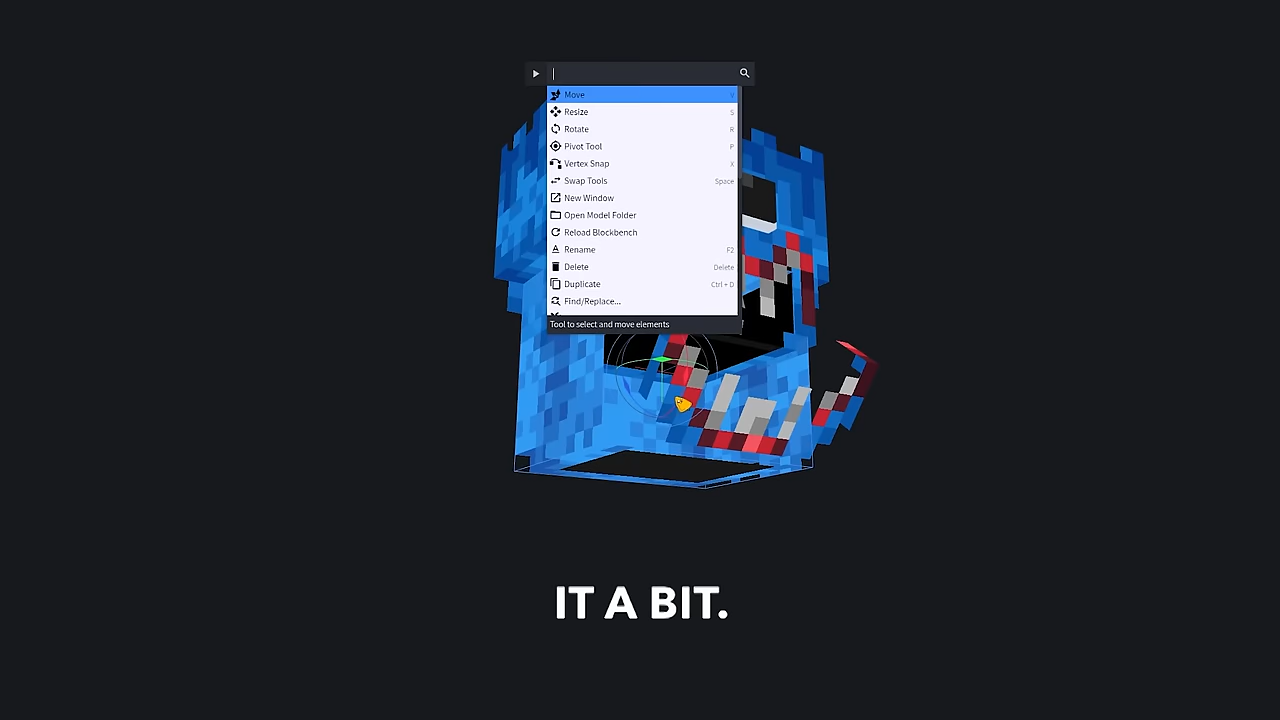 Move V
Resize S
Rotate R
Pivot Tool P
Vertex Snap X
Swap Tools Space
New Window
Open Model Folder
Reload Blockbench
Rename F2
Delete Delete
Duplicate Ctrl + D
Find/Replace...
Tool to select and move elements
IT A BIT.